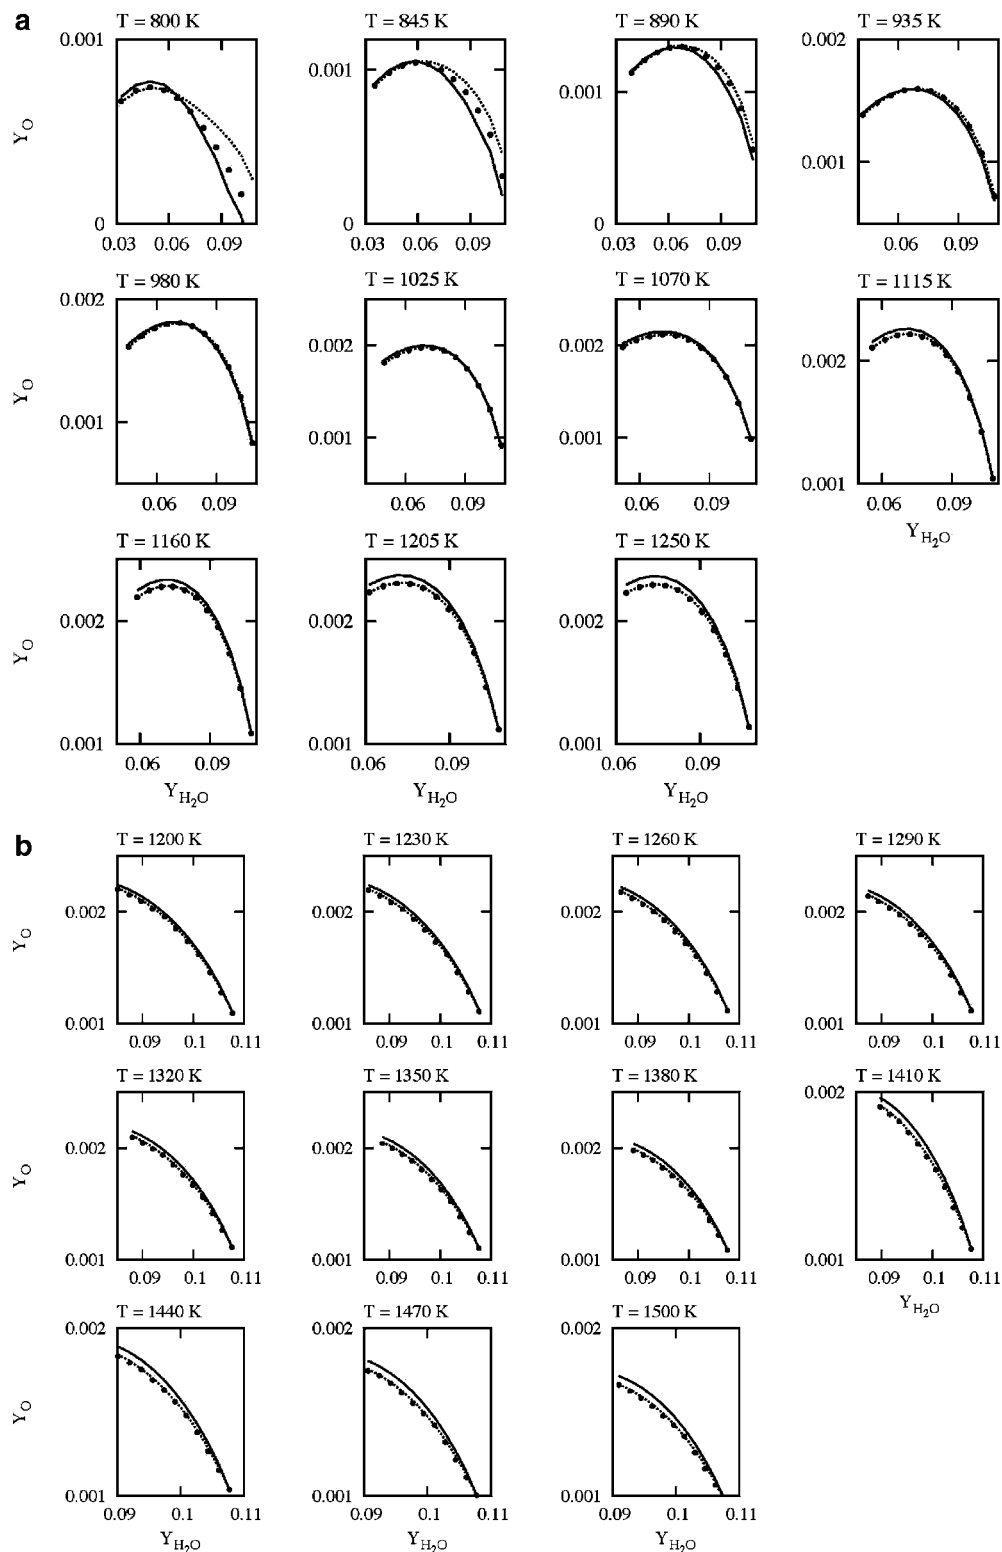 a
T = 800 K
T = 845 K
T = 890 K
T = 935 K
0.001
0.001
0.001
0.002
0.001
Y_O
0
0
0
0.03 0.06 0.09
0.03 0.06 0.09
0.03 0.06 0.09
0.06 0.09
T = 980 K
T = 1025 K
T = 1070 K
T = 1115 K
0.002
0.001
0.002
0.001
0.002
0.001
0.002
0.001
Y_O
0.06 0.09
0.06 0.09
0.06 0.09
0.06 0.09
Y_H₂O
T = 1160 K
T = 1205 K
T = 1250 K
0.002
0.001
0.002
0.001
0.002
0.001
Y_O
0.06 0.09
0.06 0.09
0.06 0.09
Y_H₂O
Y_H₂O
Y_H₂O
b
T = 1200 K
T = 1230 K
T = 1260 K
T = 1290 K
0.002
0.001
0.002
0.001
0.002
0.001
0.002
0.001
Y_O
0.09 0.1 0.11
0.09 0.1 0.11
0.09 0.1 0.11
0.09 0.1 0.11
T = 1320 K
T = 1350 K
T = 1380 K
T = 1410 K
0.002
0.001
0.002
0.001
0.002
0.001
0.002
0.001
Y_O
0.09 0.1 0.11
0.09 0.1 0.11
0.09 0.1 0.11
0.09 0.1 0.11
Y_H₂O
T = 1440 K
T = 1470 K
T = 1500 K
0.002
0.001
0.002
0.001
0.002
0.001
Y_O
0.09 0.1 0.11
0.09 0.1 0.11
0.09 0.1 0.11
Y_H₂O
Y_H₂O
Y_H₂O